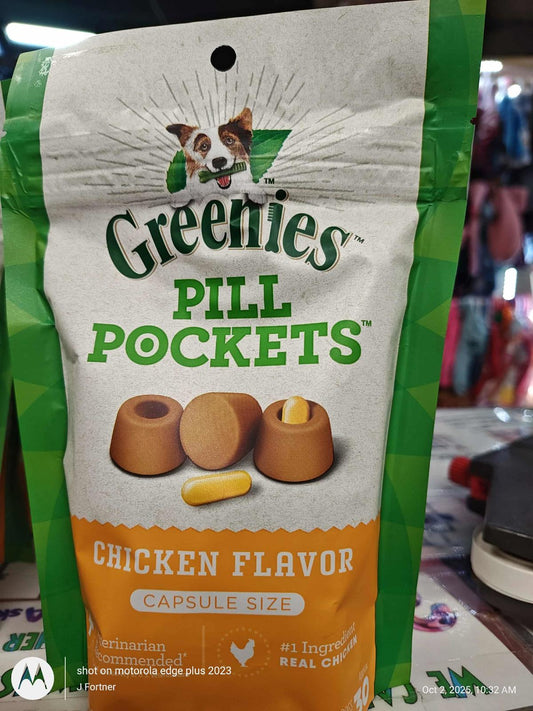 Greenies™
PILL
POCKETS™
CHICKEN FLAVOR
CAPSULE SIZE
#1 Ingredient
REAL CHICKEN
30
shot on motorola edge plus 2023
J Fortner
Oct 2, 2025, 10:32 AM